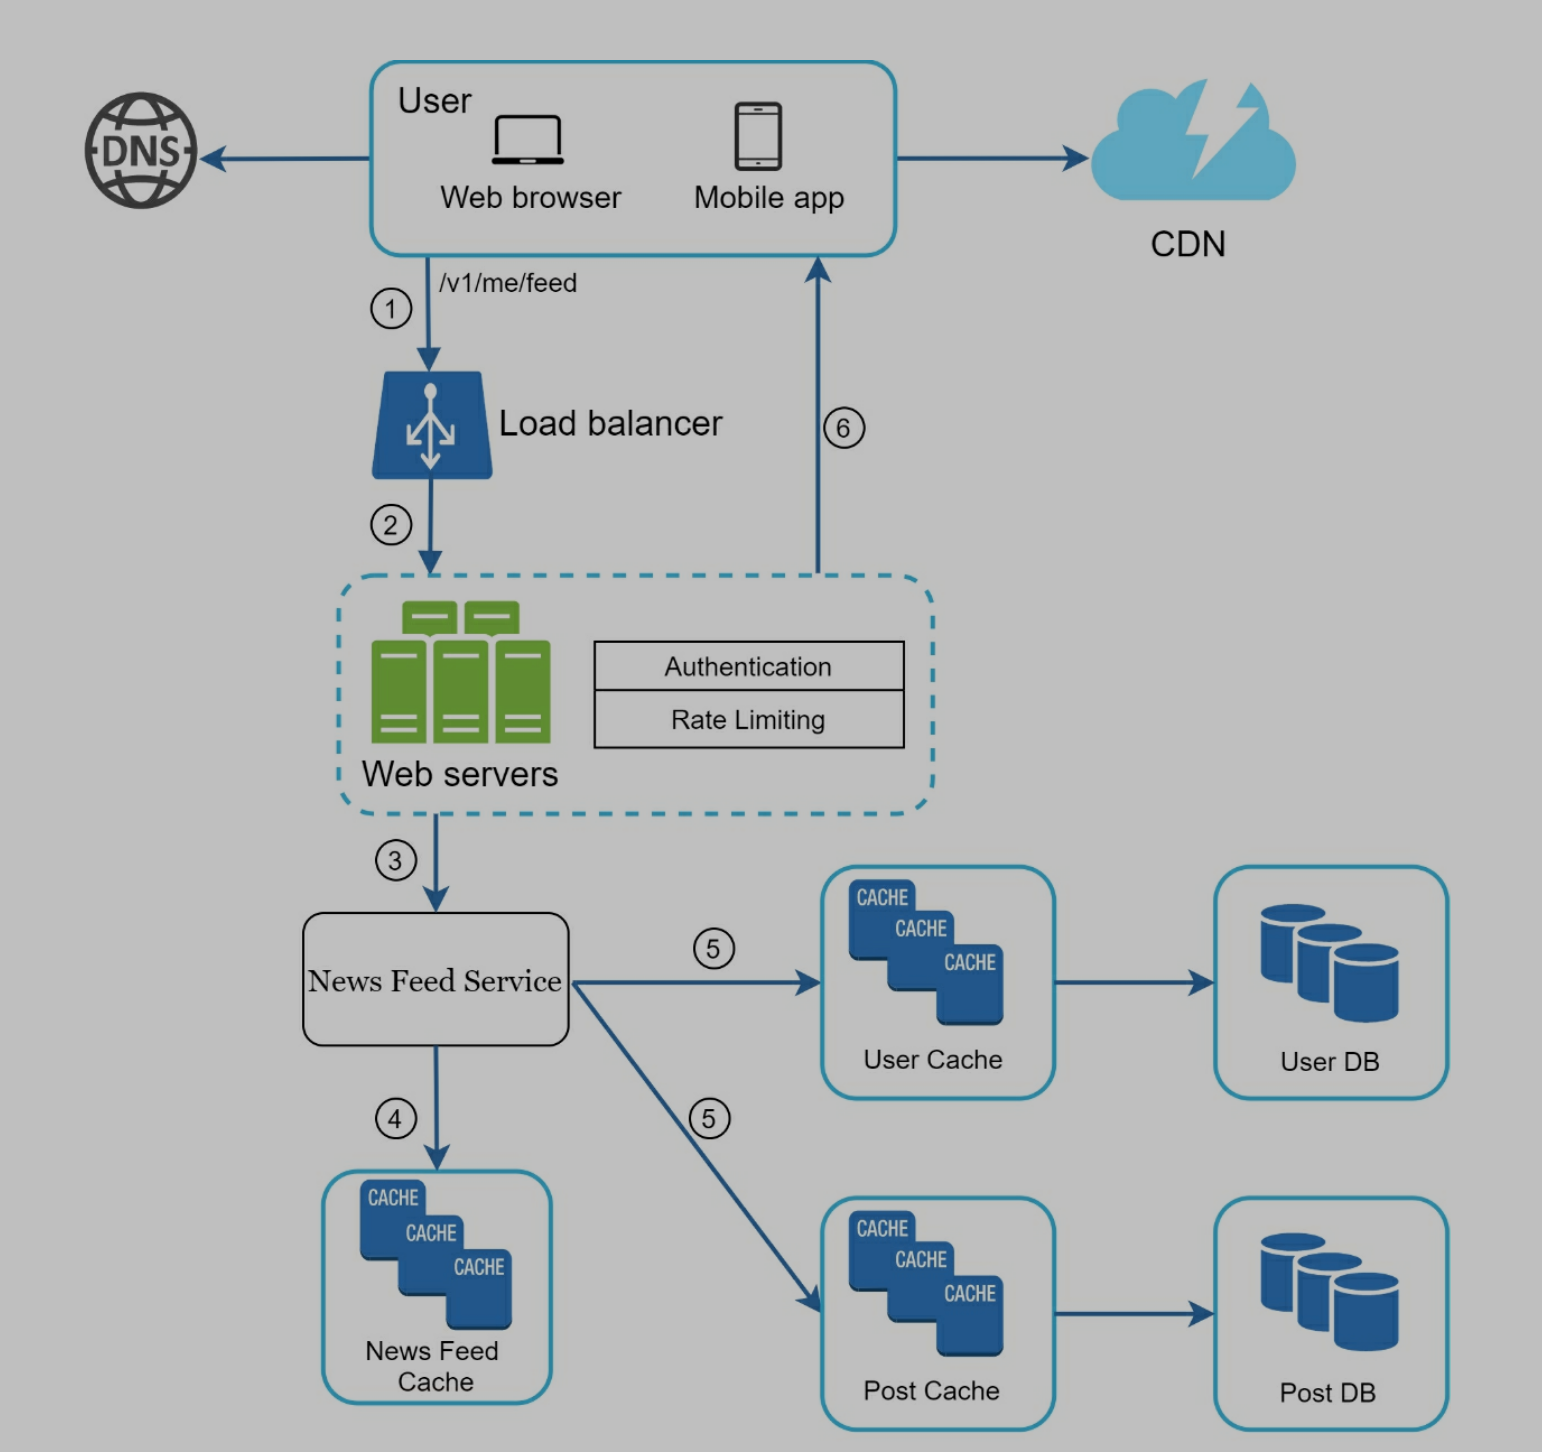 User
DNS
Web browser
Mobile app
CDN
/v1/me/feed
1
Load balancer
6
2
Authentication
Rate Limiting
Web servers
3
CACHE
CACHE
CACHE
User Cache
User DB
5
News Feed Service
4
5
CACHE
CACHE
CACHE
News Feed
Cache
CACHE
CACHE
CACHE
Post Cache
Post DB